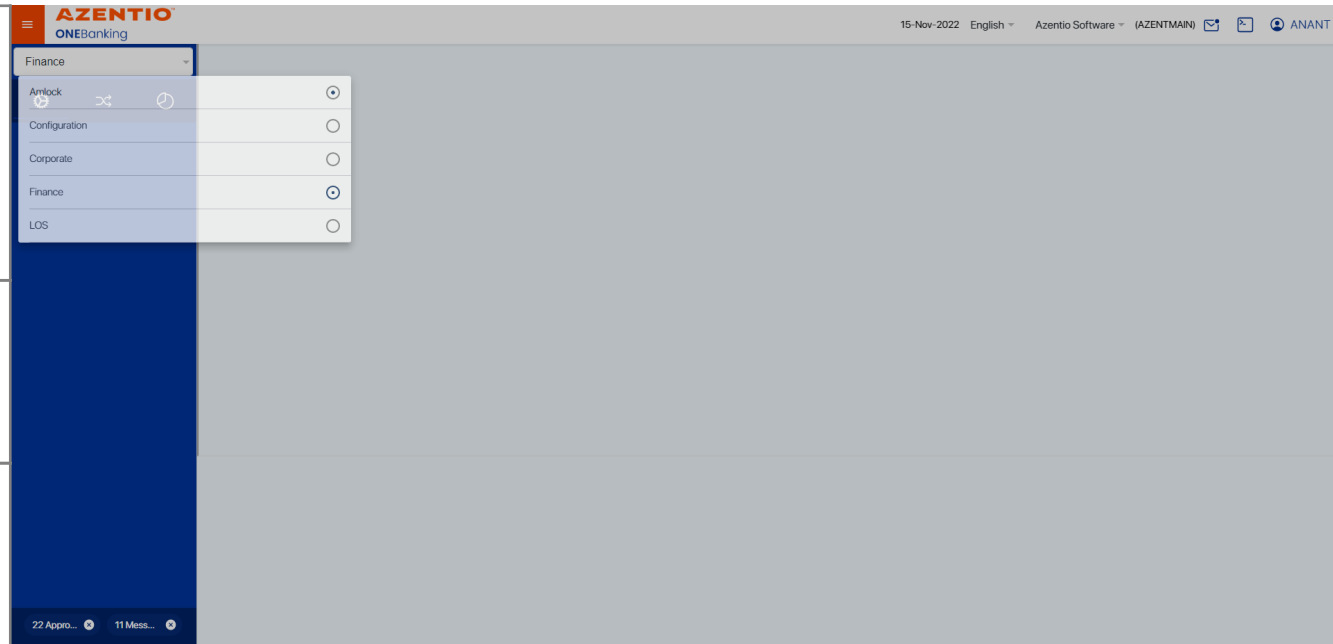 AZENTIO™
ONEBanking
15-Nov-2022 English Azentio Software (AZENTMAIN) ANANT
Finance
Amlock
Configuration
Corporate
Finance
LOS
22 Appro... 11 Mess...